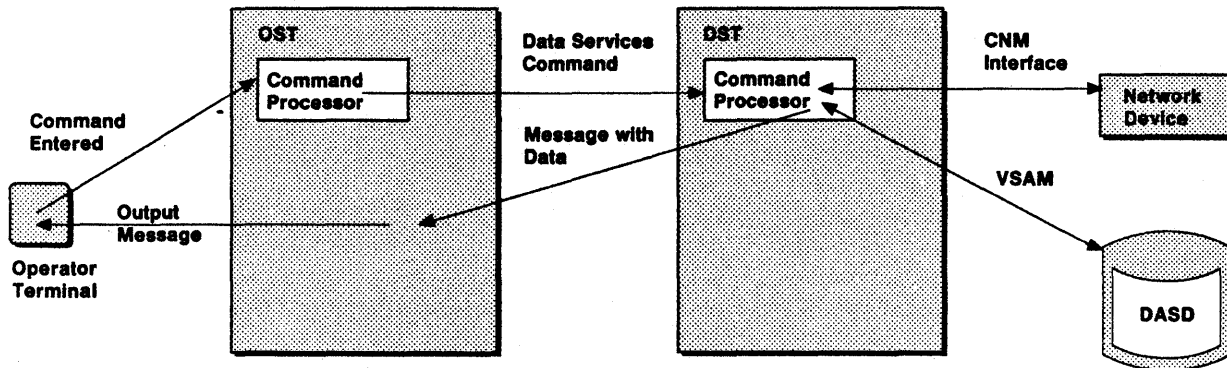 OST
Command
Processor
Data Services
Command
DST
Command
Processor
CNM
Interface
Network
Device
Command
Entered
Message with
Data
VSAM
Output
Message
Operator
Terminal
DASD